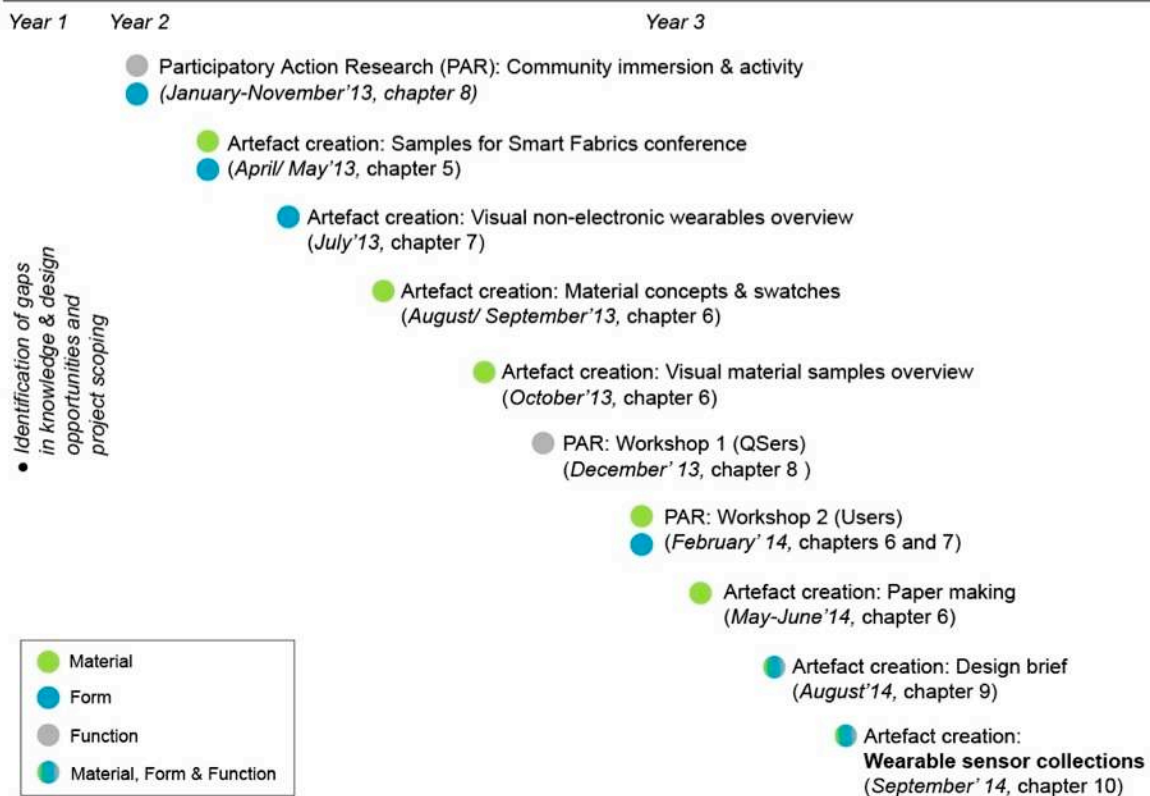 Year 1 Year 2 Year 3
Participatory Action Research (PAR): Community immersion & activity
(January-November'13, chapter 8)
Artefact creation: Samples for Smart Fabrics conference
(April/ May'13, chapter 5)
Artefact creation: Visual non-electronic wearables overview
(July'13, chapter 7)
• Identification of gaps
in knowledge & design
opportunities and
project scoping
Artefact creation: Material concepts & swatches
(August/ September'13, chapter 6)
Artefact creation: Visual material samples overview
(October'13, chapter 6)
PAR: Workshop 1 (QSers)
(December' 13, chapter 8 )
PAR: Workshop 2 (Users)
(February' 14, chapters 6 and 7)
Artefact creation: Paper making
(May-June'14, chapter 6)
Artefact creation: Design brief
(August'14, chapter 9)
Artefact creation:
Wearable sensor collections
(September' 14, chapter 10)
Material
Form
Function
Material, Form & Function